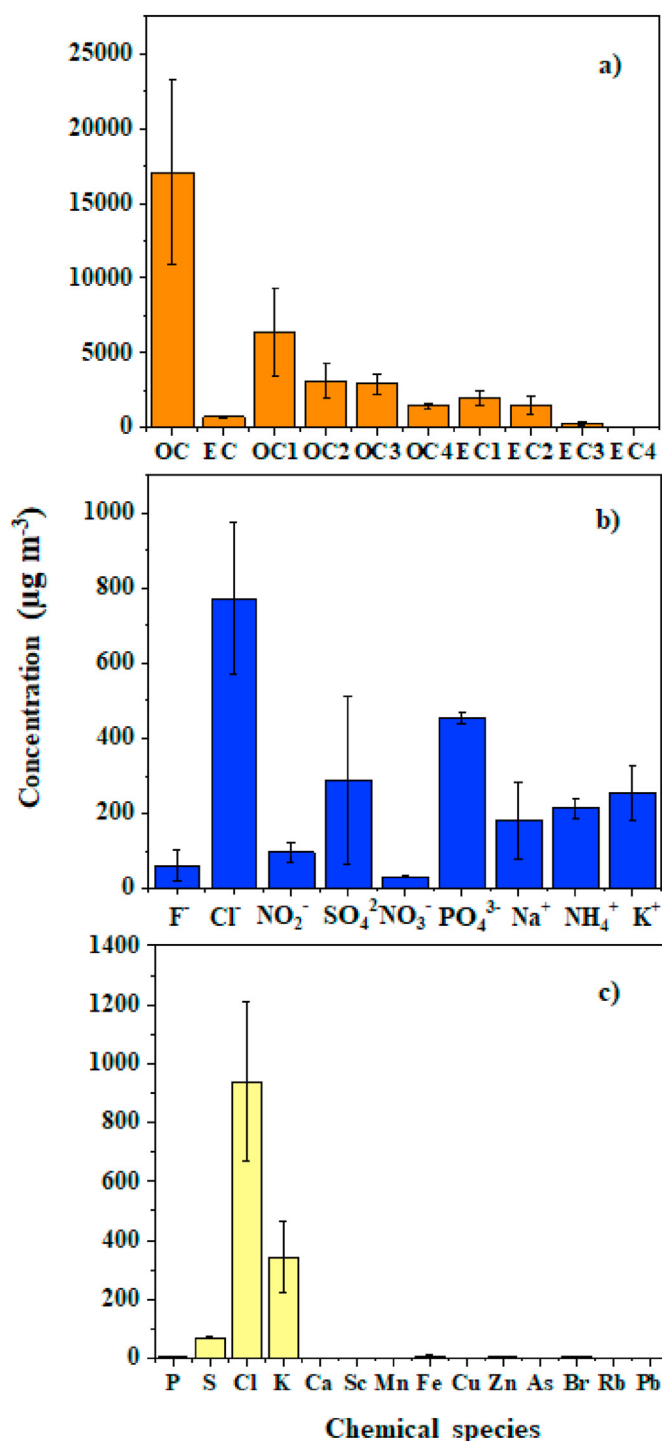 a)
25000
20000
15000
10000
5000
0
OC EC OC1 OC2 OC3 OC4 EC1 EC2 EC3 EC4
Concentration (µg m⁻³)
b)
1000
800
600
400
200
0
F⁻ Cl⁻ NO₂⁻ SO₄² NO₃⁻ PO₄³⁻ Na⁺ NH₄⁺ K⁺
c)
1400
1200
1000
800
600
400
200
0
P S Cl K Ca Sc Mn Fe Cu Zn As Br Rb Pb
Chemical species